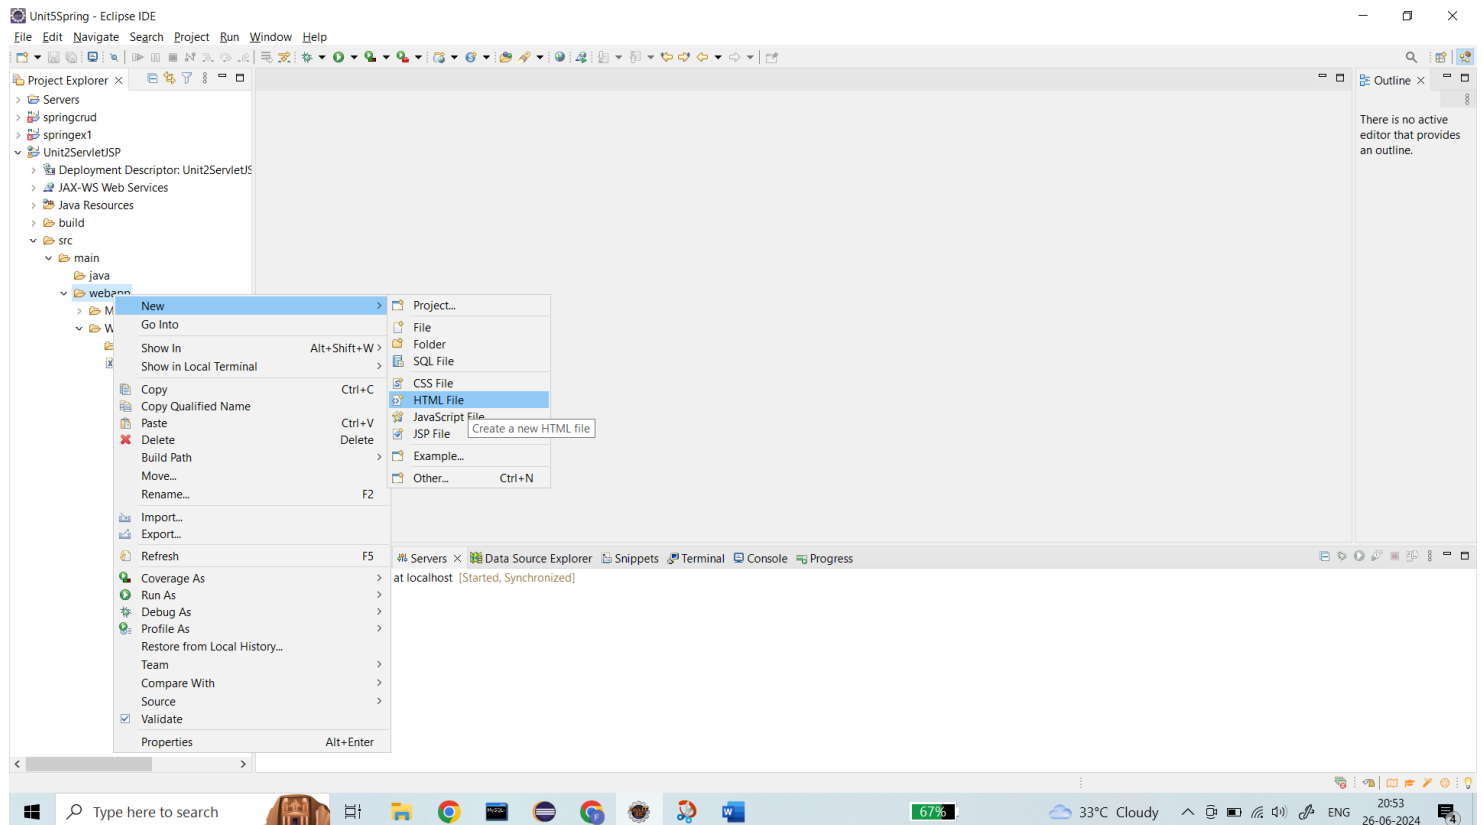 Unit5Spring - Eclipse IDE
File Edit Navigate Search Project Run Window Help
Project Explorer
Servers
springcrud
springex1
Unit2ServletJSP
Deployment Descriptor: Unit2ServletJS
JAX-WS Web Services
Java Resources
build
src
main
java
webapp
M
W
New
Go Into
Show In Alt+Shift+W
Show in Local Terminal
Copy Ctrl+C
Copy Qualified Name
Paste Ctrl+V
Delete Delete
Build Path
Move...
Rename... F2
Import...
Export...
Refresh F5
Coverage As
Run As
Debug As
Profile As
Restore from Local History...
Team
Compare With
Source
Validate
Properties Alt+Enter
Project...
File
Folder
SQL File
CSS File
HTML File
JavaScript File
JSP File
Example...
Other... Ctrl+N
Create a new HTML file
Outline
There is no active
editor that provides
an outline.
Servers Data Source Explorer Snippets Terminal Console Progress
at localhost [Started, Synchronized]
Type here to search
67%
33°C Cloudy
ENG
20:53
26-06-2024
4